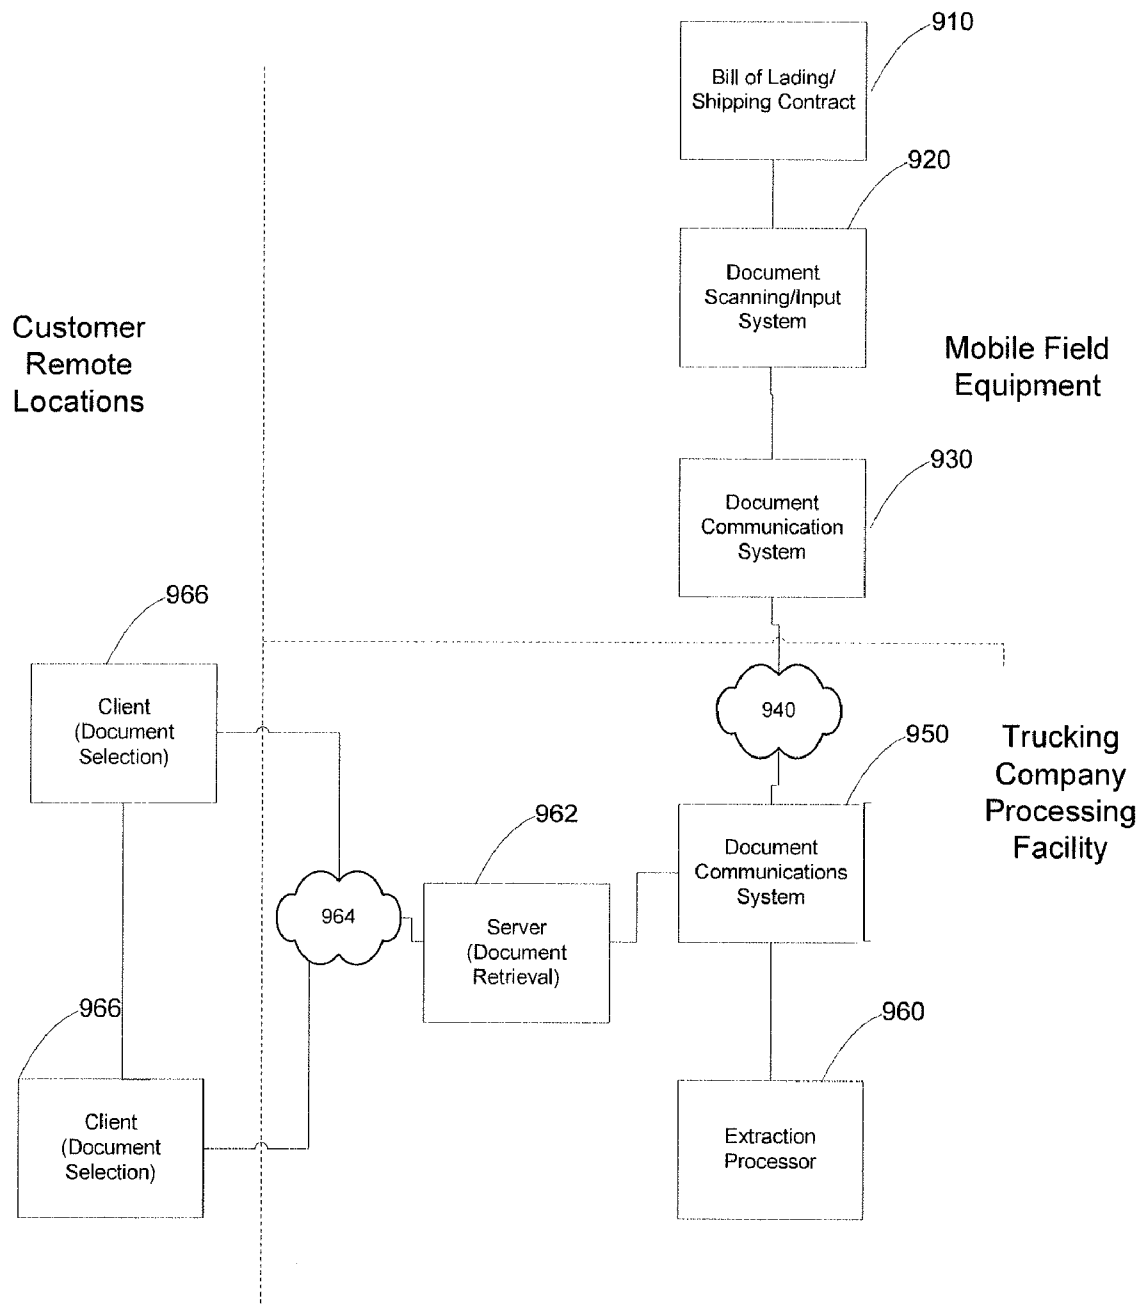 910
Bill of Lading/
Shipping Contract
920
Document
Scanning/Input
System
Customer
Remote
Locations
Mobile Field
Equipment
930
Document
Communication
System
966
Client
(Document
Selection)
940
950
Trucking
Company
Processing
Facility
962
Document
Communications
System
964
Server
(Document
Retrieval)
966
960
Client
(Document
Selection)
Extraction
Processor